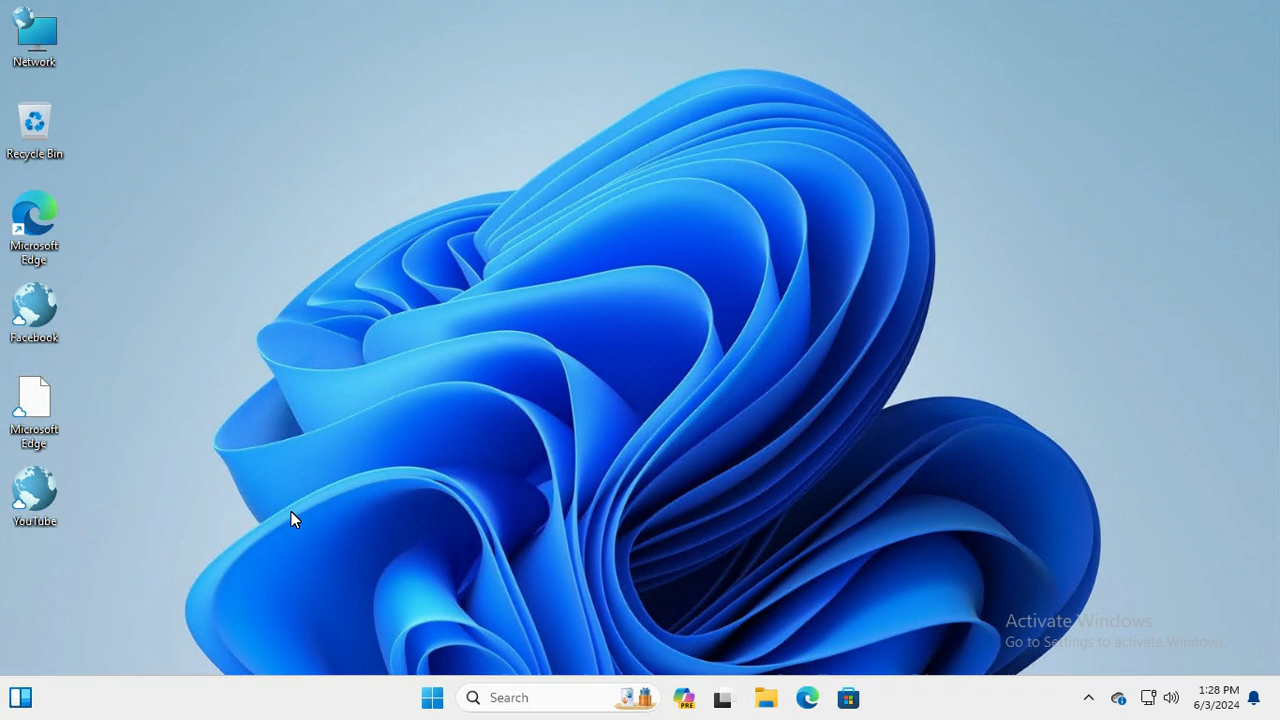 Network
Recycle Bin
Microsoft
Edge
Facebook
Microsoft
Edge
YouTube
Activate Windows
Go to Settings to activate Windows.
Search
PRE
1:28 PM
6/3/2024